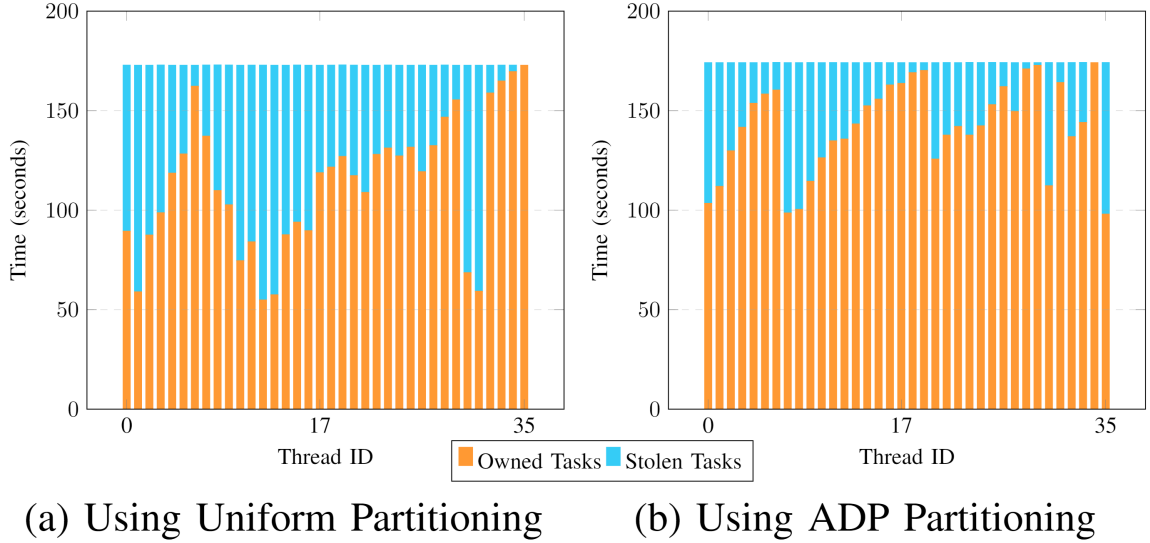 200
150
100
50
0
Time (seconds)
0 17 35
Thread ID
200
150
100
50
0
Time (seconds)
0 17 35
Thread ID
Owned Tasks Stolen Tasks
(a) Using Uniform Partitioning
(b) Using ADP Partitioning